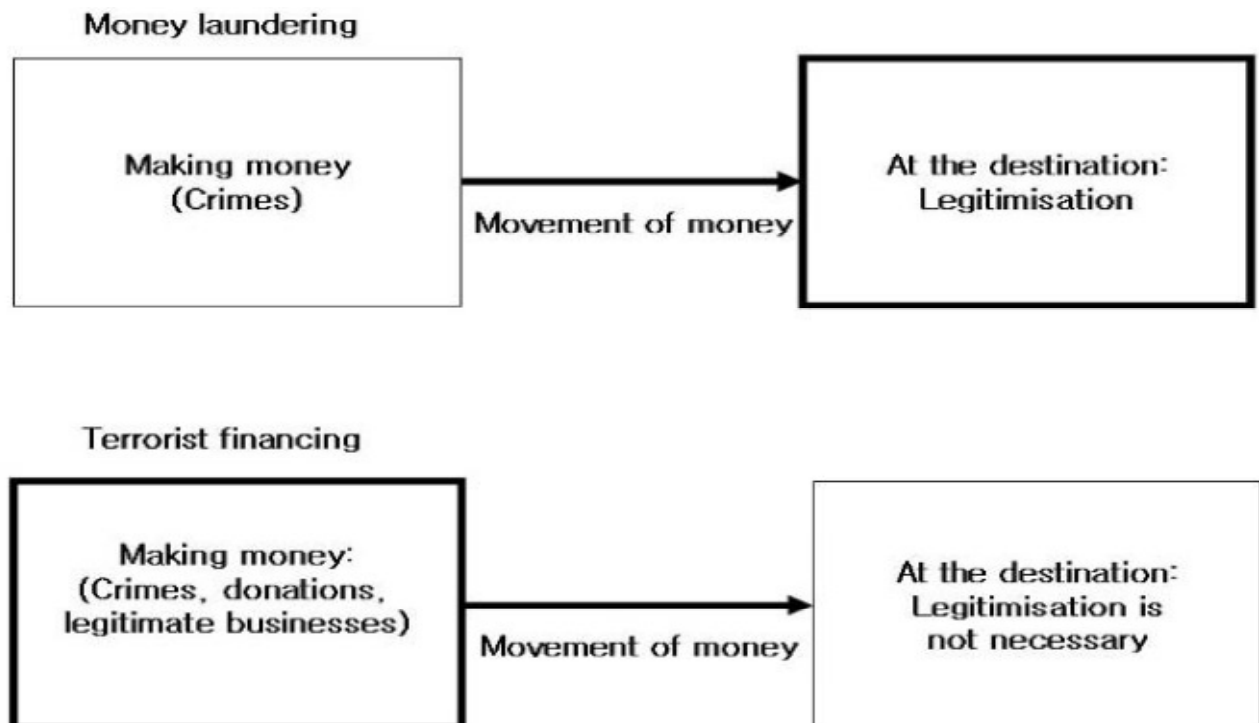 Money laundering
Making money
(Crimes)
Movement of money
At the destination:
Legitimisation
Terrorist financing
Making money:
(Crimes, donations,
legitimate businesses)
Movement of money
At the destination:
Legitimisation is
not necessary